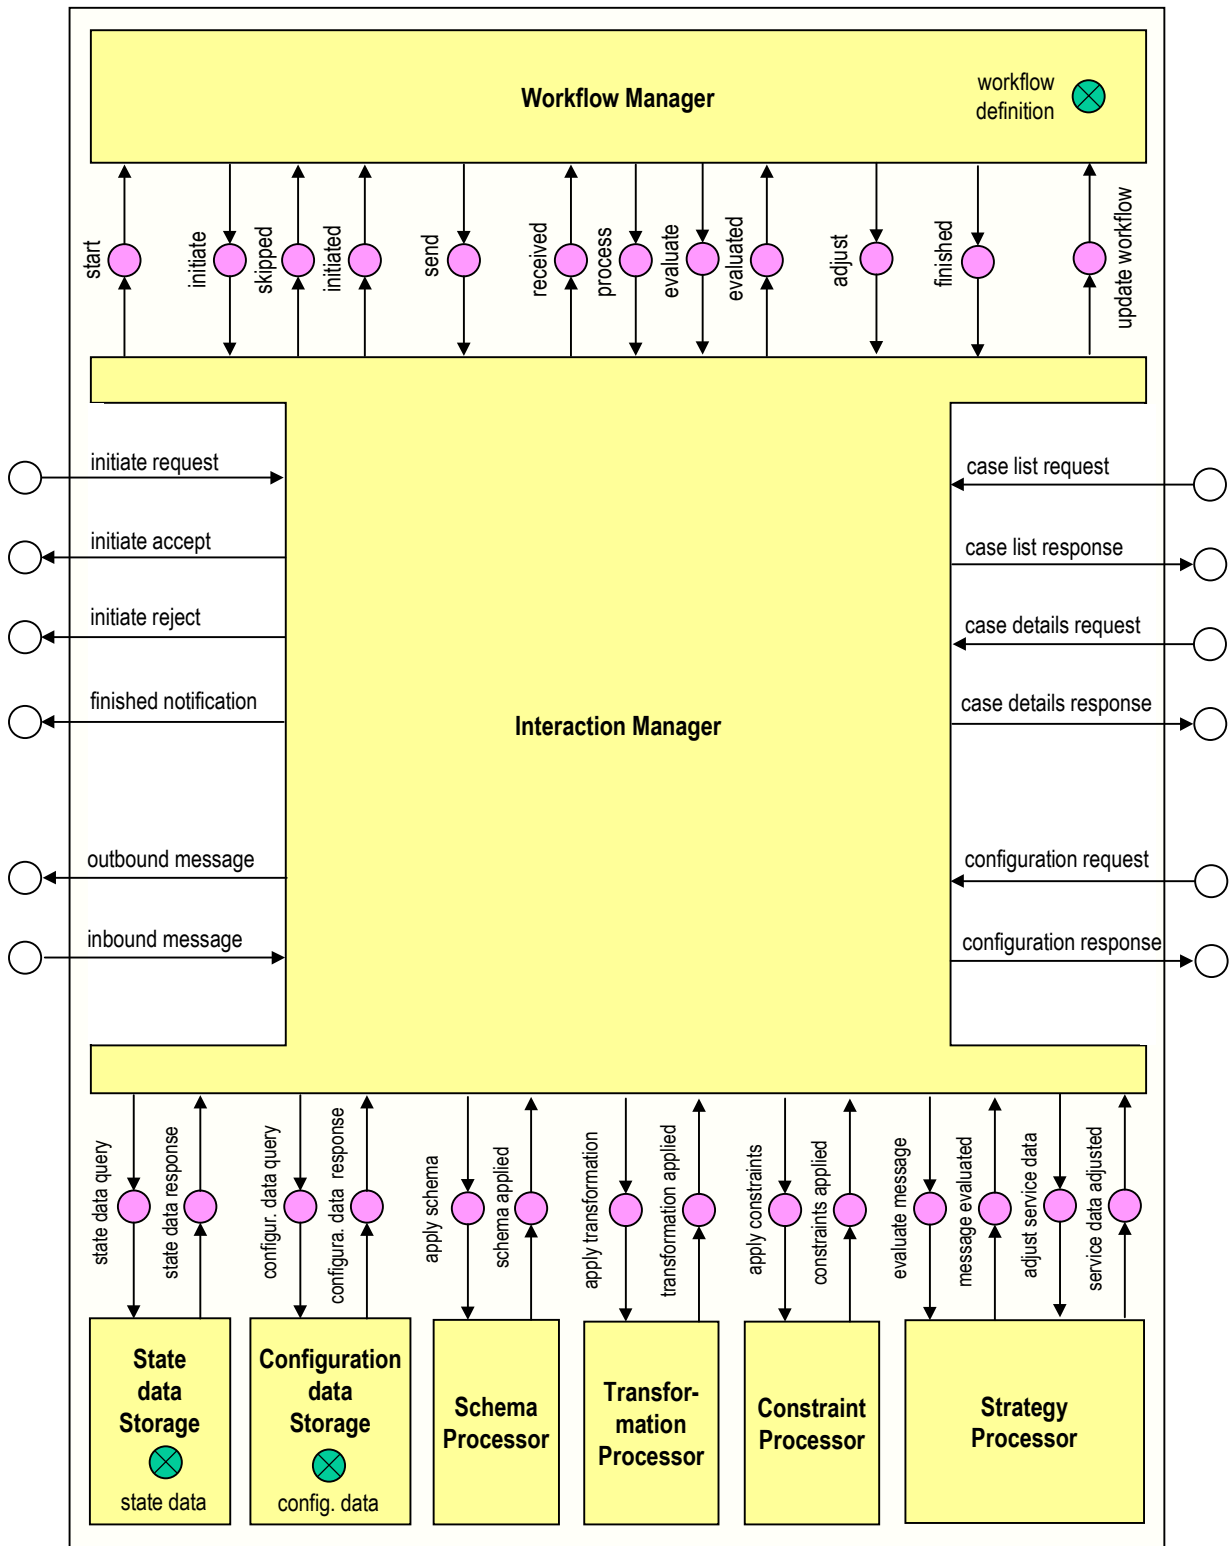 Workflow Manager
workflow
definition
start
initiate
skipped
initiated
send
received
process
evaluate
evaluated
adjust
finished
update workflow
initiate request
case list request
initiate accept
case list response
initiate reject
case details request
finished notification
case details response
Interaction Manager
outbound message
configuration request
inbound message
configuration response
state data query
state data response
configur. data query
configura. data response
apply schema
schema applied
apply transformation
transformation applied
apply constraints
constraints applied
evaluate message
message evaluated
adjust service data
service data adjusted
State
data
Storage
state data
Configuration
data
Storage
config. data
Schema
Processor
Transfor-
mation
Processor
Constraint
Processor
Strategy
Processor